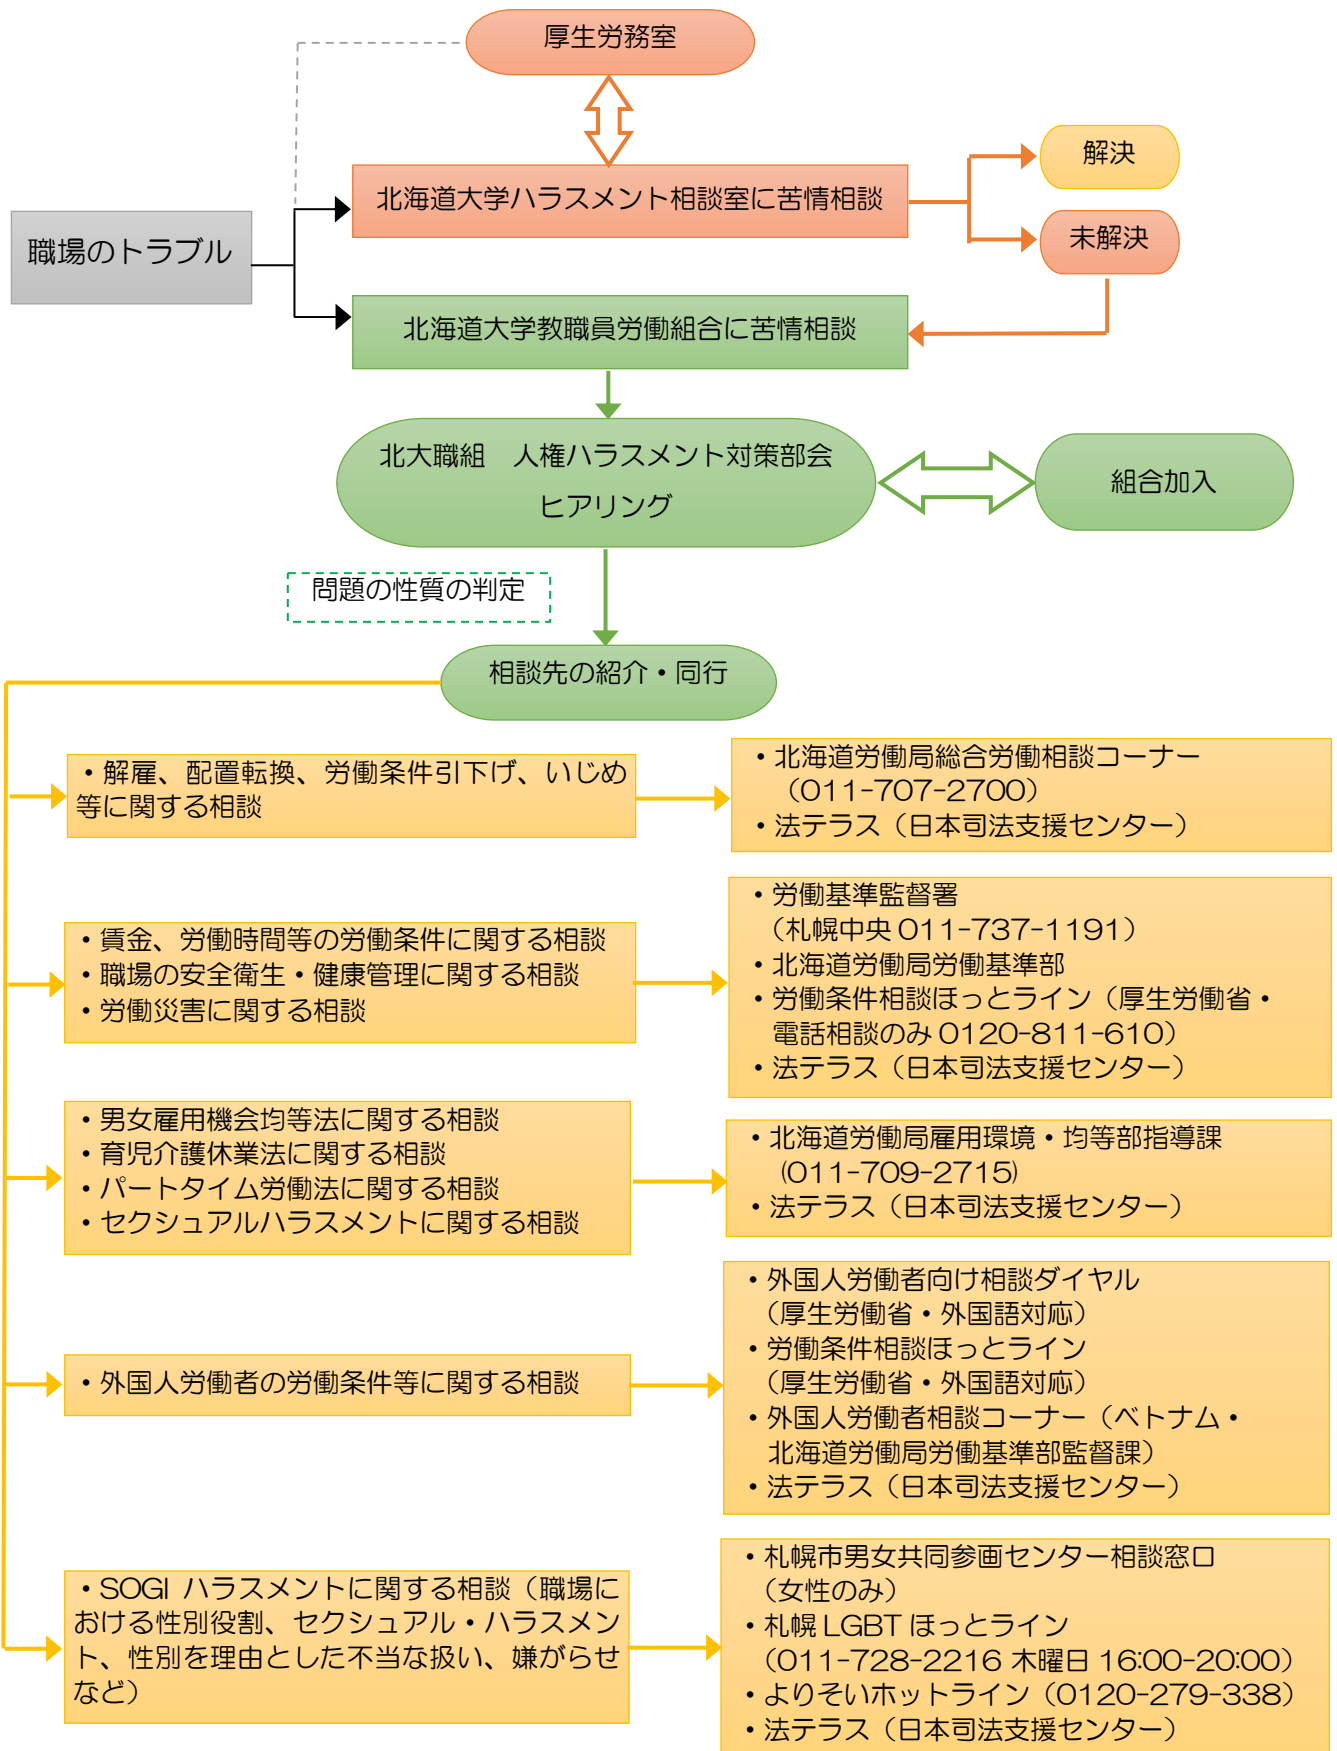 厚生労務室
北海道大学ハラスメント相談室に苦情相談
解決
未解決
職場のトラブル
北海道大学教職員労働組合に苦情相談
北大職組　人権ハラスメント対策部会
ヒアリング
組合加入
問題の性質の判定
相談先の紹介・同行
・解雇、配置転換、労働条件引下げ、いじめ
等に関する相談
・北海道労働局総合労働相談コーナー
（011-707-2700）
・法テラス（日本司法支援センター）
・賃金、労働時間等の労働条件に関する相談
・職場の安全衛生・健康管理に関する相談
・労働災害に関する相談
・労働基準監督署
（札幌中央 011-737-1191）
・北海道労働局労働基準部
・労働条件相談ほっとライン（厚生労働省・
電話相談のみ 0120-811-610）
・法テラス（日本司法支援センター）
・男女雇用機会均等法に関する相談
・育児介護休業法に関する相談
・パートタイム労働法に関する相談
・セクシュアルハラスメントに関する相談
・北海道労働局雇用環境・均等部指導課
(011-709-2715)
・法テラス（日本司法支援センター）
・外国人労働者の労働条件等に関する相談
・外国人労働者向け相談ダイヤル
（厚生労働省・外国語対応）
・労働条件相談ほっとライン
（厚生労働省・外国語対応）
・外国人労働者相談コーナー（ベトナム・
北海道労働局労働基準部監督課）
・法テラス（日本司法支援センター）
・SOGI ハラスメントに関する相談（職場に
おける性別役割、セクシュアル・ハラスメン
ト、性別を理由とした不当な扱い、嫌がらせ
など）
・札幌市男女共同参画センター相談窓口
（女性のみ）
・札幌 LGBT ほっとライン
（011-728-2216 木曜日 16:00-20:00）
・よりそいホットライン（0120-279-338）
・法テラス（日本司法支援センター）